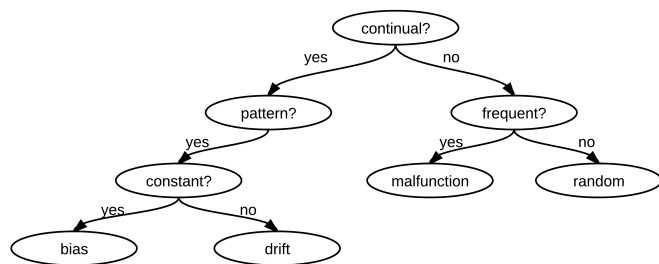 continual?
yes
no
pattern?
frequent?
yes
yes
no
constant?
malfunction
random
yes
no
bias
drift